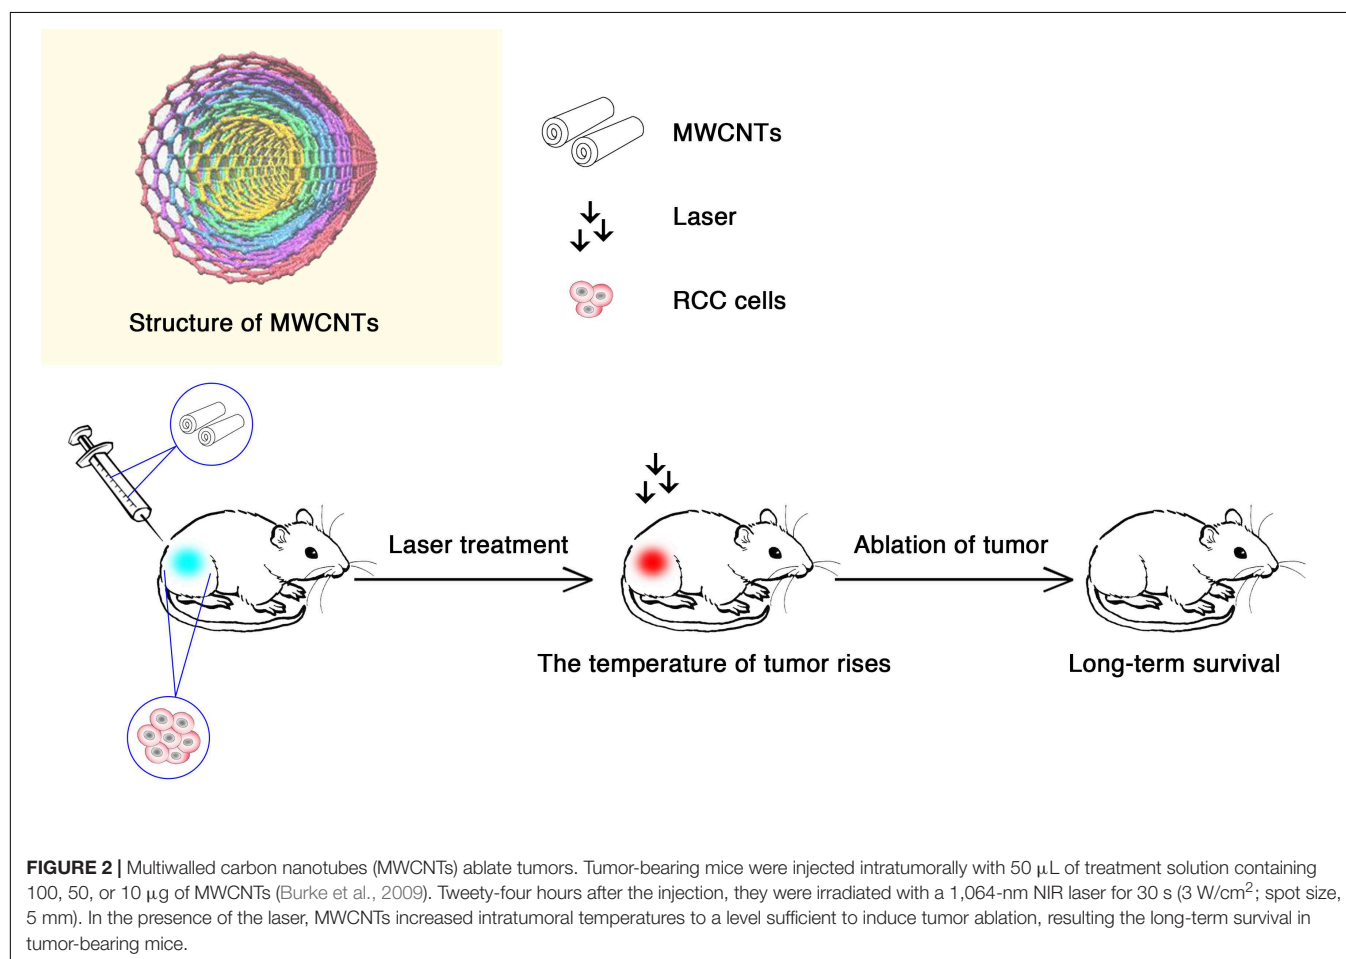 Structure of MWCNTs
MWCNTs
Laser
RCC cells
Laser treatment
Ablation of tumor
The temperature of tumor rises
Long-term survival
FIGURE 2 | Multiwalled carbon nanotubes (MWCNTs) ablate tumors. Tumor-bearing mice were injected intratumorally with 50 μL of treatment solution containing
100, 50, or 10 μg of MWCNTs (Burke et al., 2009). Tweety-four hours after the injection, they were irradiated with a 1,064-nm NIR laser for 30 s (3 W/cm²; spot size,
5 mm). In the presence of the laser, MWCNTs increased intratumoral temperatures to a level sufficient to induce tumor ablation, resulting the long-term survival in
tumor-bearing mice.